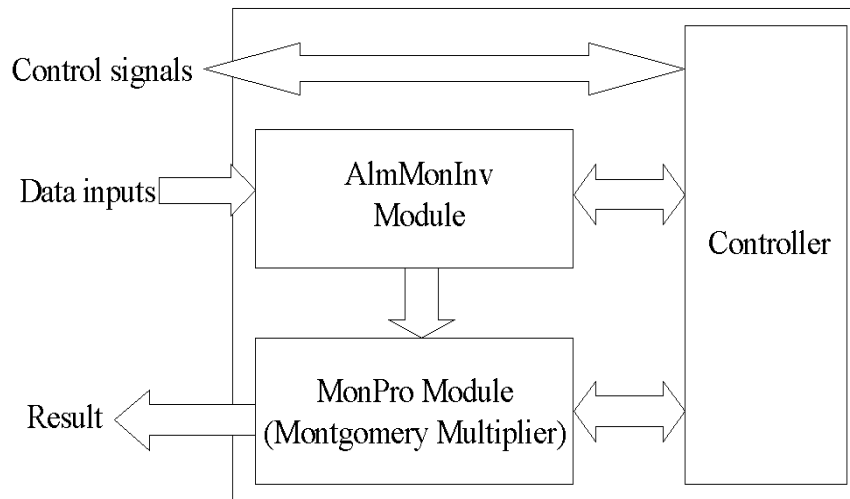 Control signals
Data inputs
AlmMonInv
Module
Controller
MonPro Module
(Montgomery Multiplier)
Result